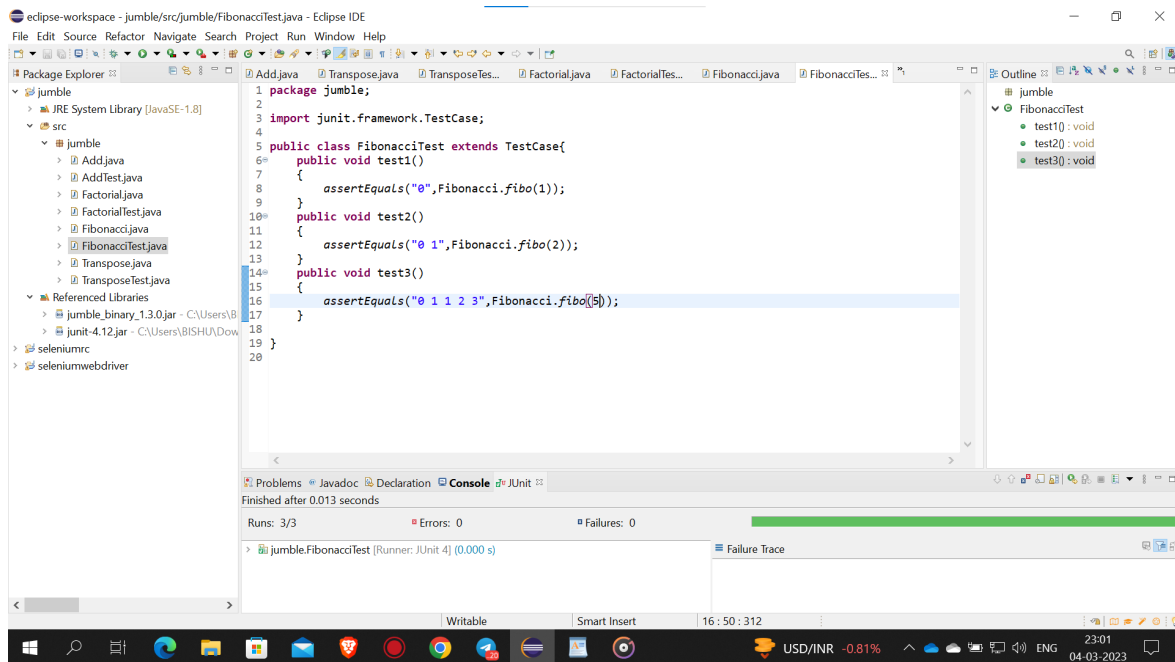 eclipse-workspace - jumble/src/jumble/FibonacciTest.java - Eclipse IDE
File Edit Source Refactor Navigate Search Project Run Window Help
Package Explorer
jumble
JRE System Library [JavaSE-1.8]
src
jumble
Add.java
AddTest.java
Factorial.java
FactorialTest.java
Fibonacci.java
FibonacciTest.java
Transpose.java
TransposeTest.java
Referenced Libraries
jumble_binary_1.3.0.jar - C:\Users\B
junit-4.12.jar - C:\Users\BISHU\Dow
seleniumrc
seleniumwebdriver
Add.java Transpose.java TransposeTes... Factorial.java FactorialTes... Fibonacci.java FibonacciTes... »1
1 package jumble;
2
3 import junit.framework.TestCase;
4
5 public class FibonacciTest extends TestCase{
6 public void test1()
7 {
8 assertEquals("0",Fibonacci.fibo(1));
9 }
10 public void test2()
11 {
12 assertEquals("0 1",Fibonacci.fibo(2));
13 }
14 public void test3()
15 {
16 assertEquals("0 1 1 2 3",Fibonacci.fibo(5));
17 }
18
19 }
20
Outline
jumble
FibonacciTest
test1() : void
test2() : void
test3() : void
Problems Javadoc Declaration Console JUnit
Finished after 0.013 seconds
Runs: 3/3 Errors: 0 Failures: 0
jumble.FibonacciTest [Runner: JUnit 4] (0.000 s)
Failure Trace
Writable Smart Insert 16 : 50 : 312
20
USD/INR -0.81%
ENG
23:01
04-03-2023